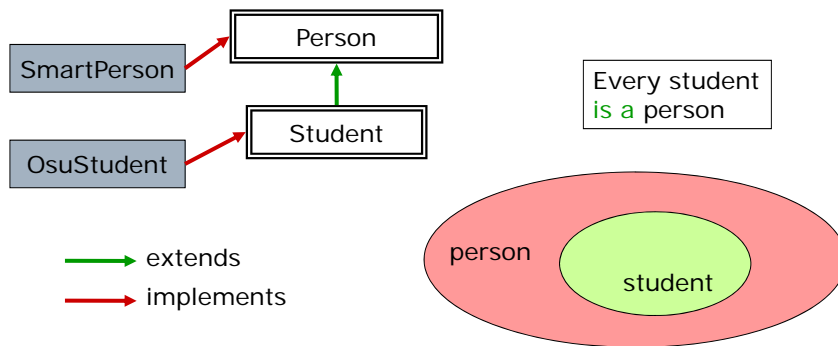 Person
SmartPerson
Every student
is a person
Student
OsuStudent
extends
person
student
implements